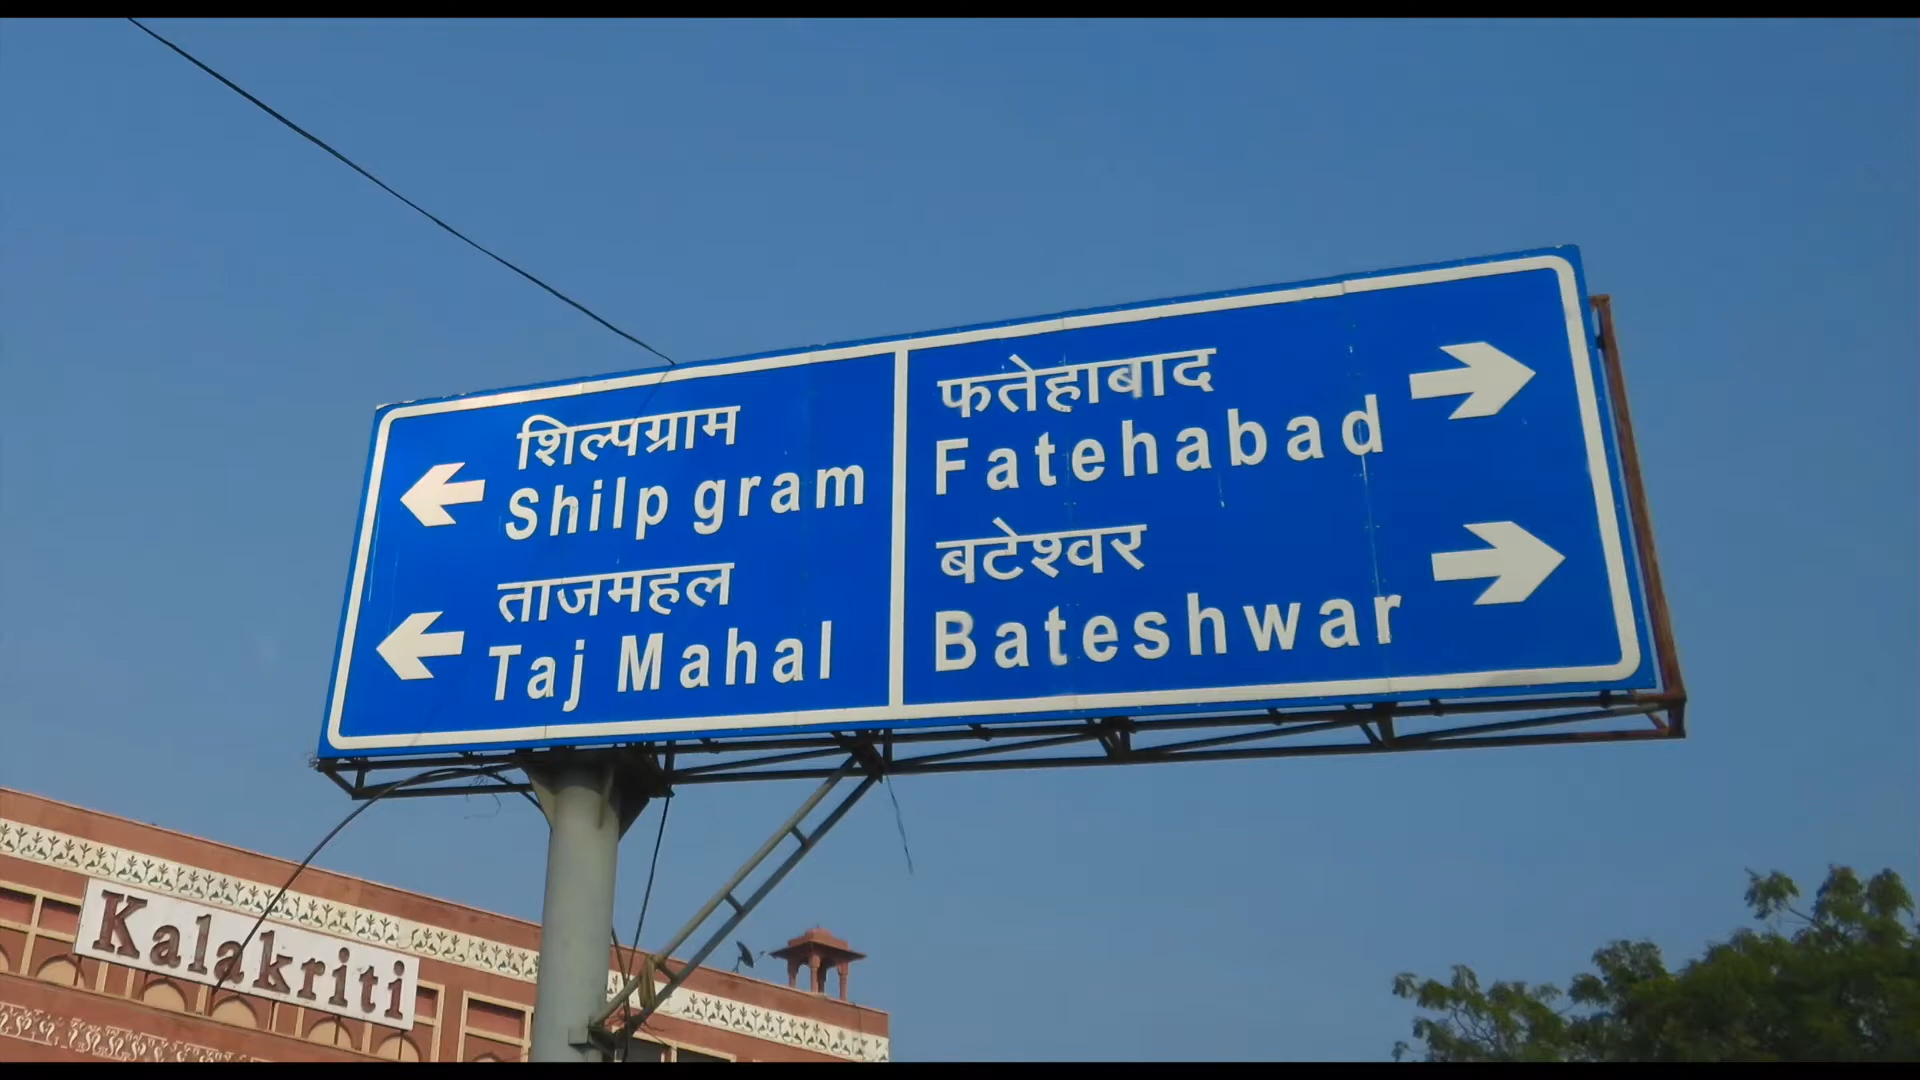 शिल्पग्राम
Shilp gram
ताजमहल
Taj Mahal
फतेहाबाद
Fatehabad
बटेश्वर
Bateshwar
Kalakriti